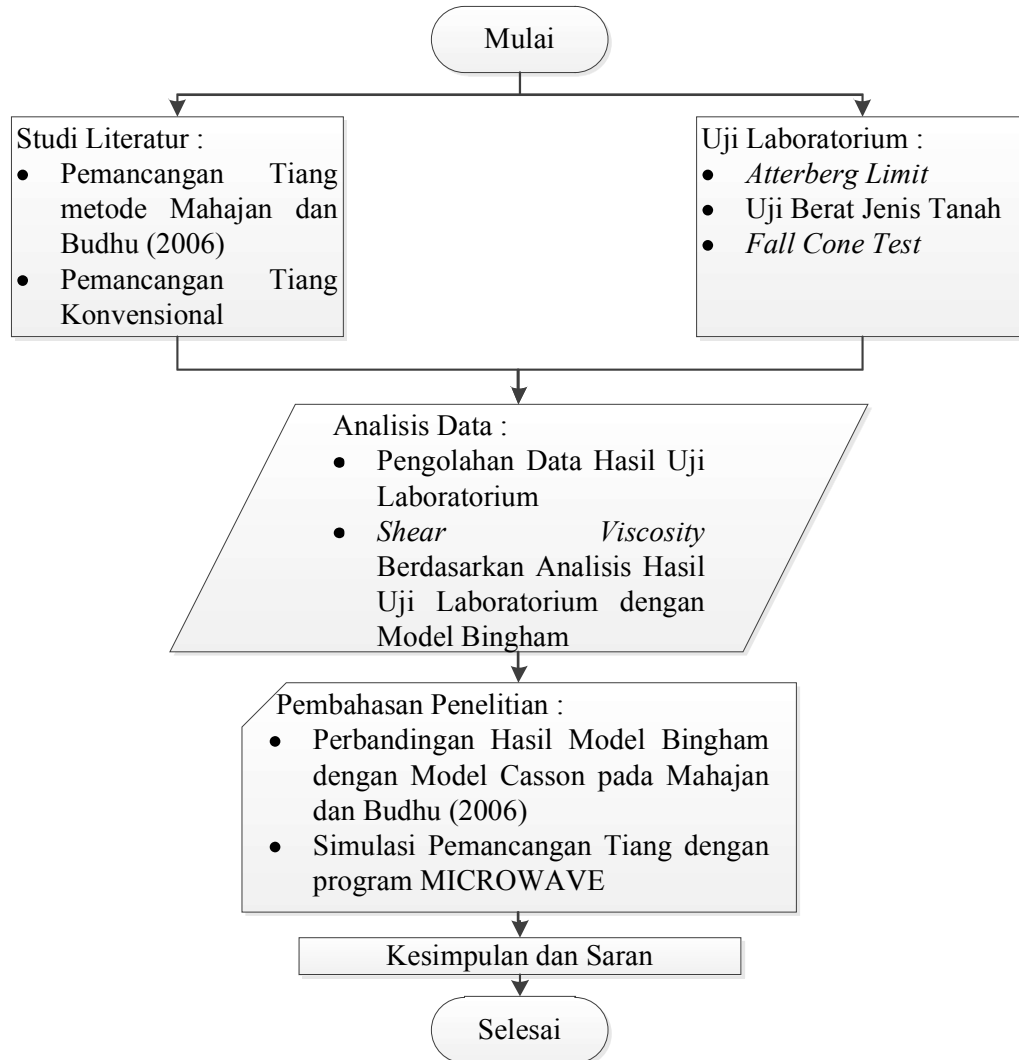 Mulai
Studi Literatur :
• Pemancangan Tiang
metode Mahajan dan
Budhu (2006)
• Pemancangan Tiang
Konvensional
Uji Laboratorium :
• Atterberg Limit
• Uji Berat Jenis Tanah
• Fall Cone Test
Analisis Data :
• Pengolahan Data Hasil Uji
Laboratorium
• Shear Viscosity
Berdasarkan Analisis Hasil
Uji Laboratorium dengan
Model Bingham
Pembahasan Penelitian :
• Perbandingan Hasil Model Bingham
dengan Model Casson pada Mahajan
dan Budhu (2006)
• Simulasi Pemancangan Tiang dengan
program MICROWAVE
Kesimpulan dan Saran
Selesai